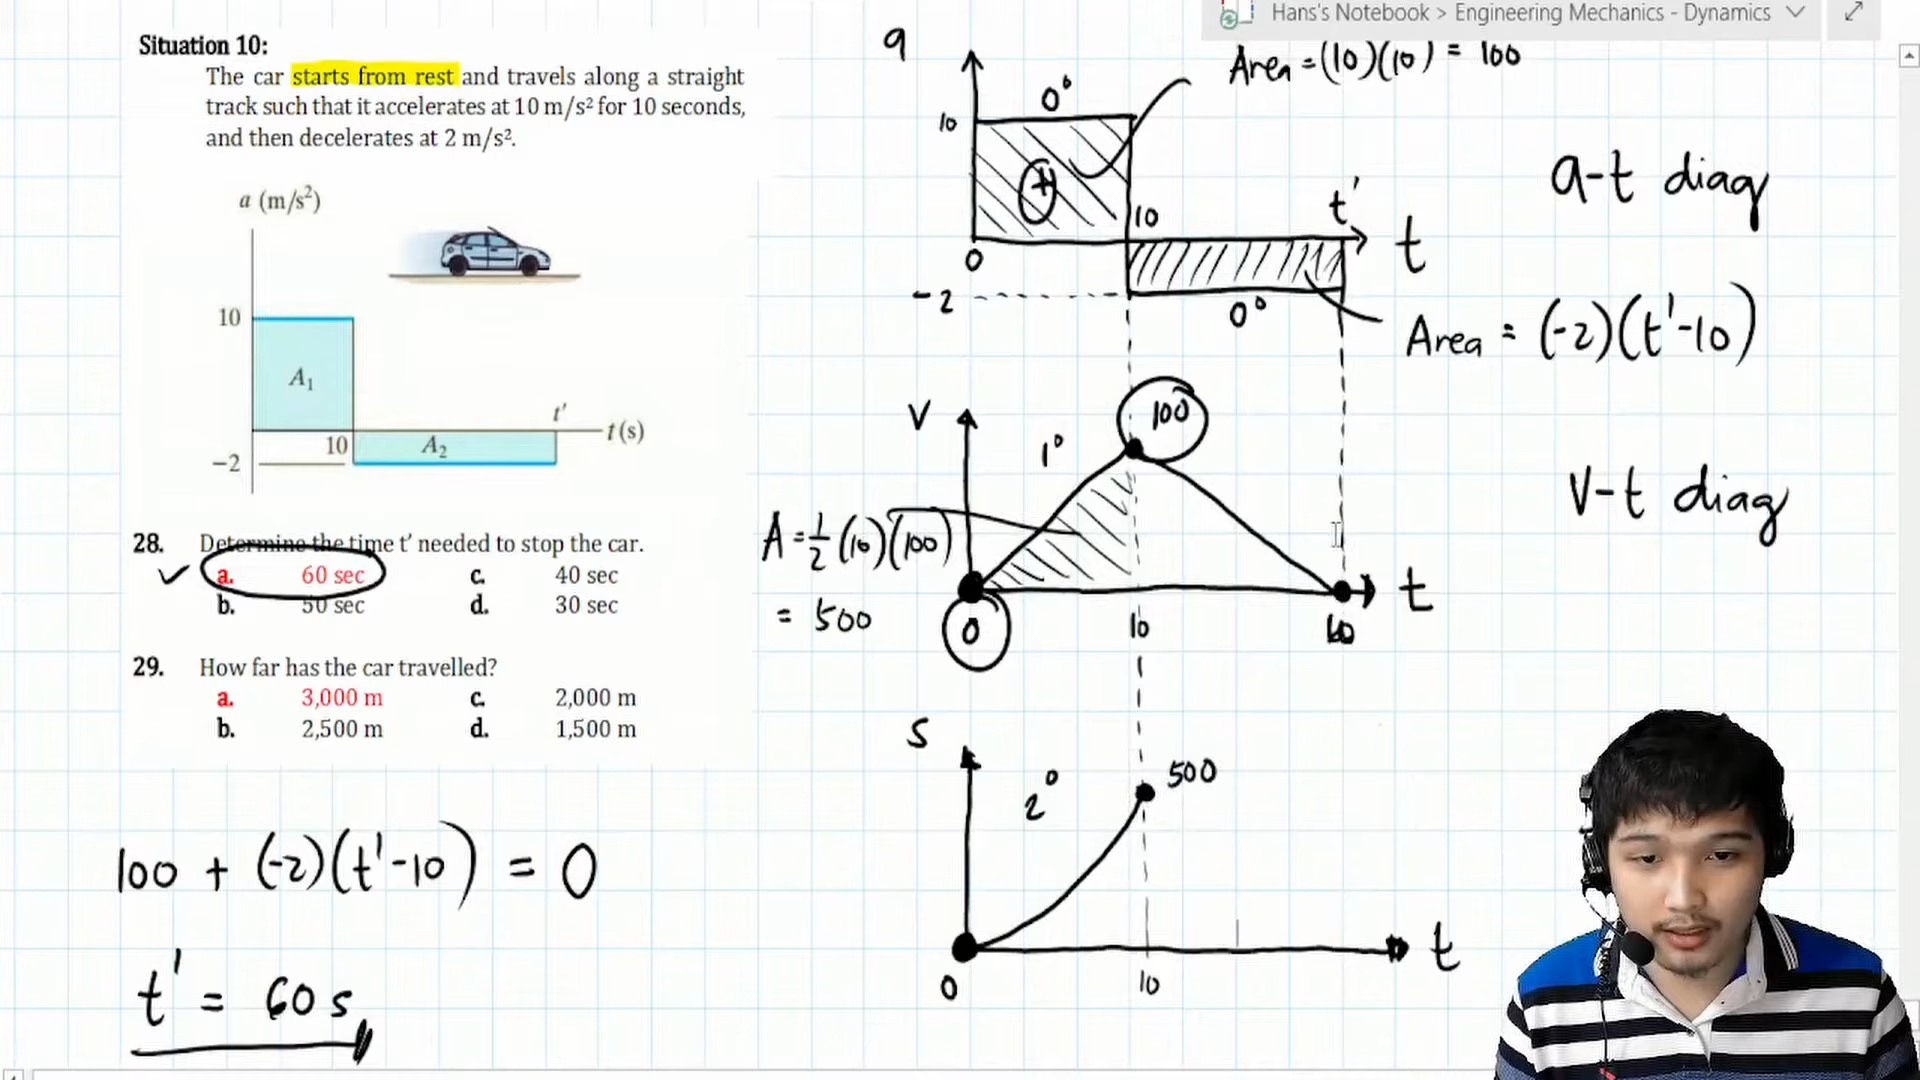 Hans's Notebook > Engineering Mechanics - Dynamics
Situation 10:
The car starts from rest and travels along a straight
track such that it accelerates at 10 m/s² for 10 seconds,
and then decelerates at 2 m/s².
a (m/s²)
10
A₁
t'
t(s)
10
A₂
−2
28. Determine the time t' needed to stop the car.
a. 60 sec c. 40 sec
b. 50 sec d. 30 sec
29. How far has the car travelled?
a. 3,000 m c. 2,000 m
b. 2,500 m d. 1,500 m
100 + (-2)(t'-10) = 0
t' = 60 s
a
Area = (10)(10) = 100
0°
10
+
10
t'
t
0
-2
0°
a-t diag
Area = (-2)(t'-10)
V
1°
100
V-t diag
A = ½(10)(100)
= 500
t
0
10
60
S
2°
500
t
0
10